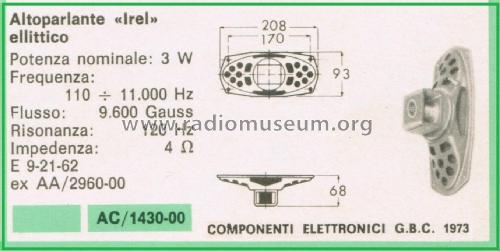 Altoparlante «Irel»
ellittico
Potenza nominale: 3 W
Frequenza:
110 ÷ 11.000 Hz
Flusso: 9.600 Gauss
Risonanza: 120 Hz
Impedenza: 4 Ω
E 9-21-62
ex AA/2960-00
AC/1430-00
208
170
93
68
www.radiomuseum.org
COMPONENTI ELETTRONICI G.B.C. 1973